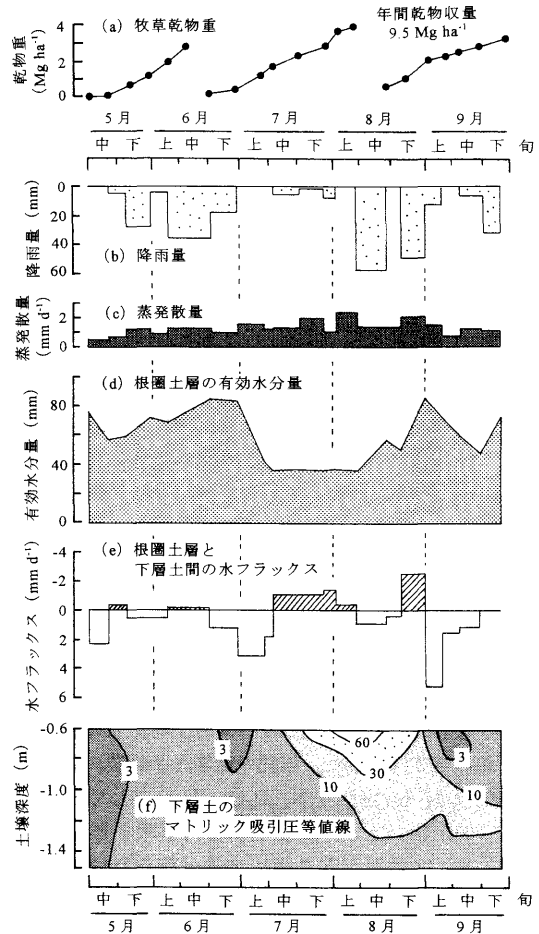 (a) 牧草乾物重
年間乾物収量
9.5 Mg ha⁻¹
乾物重
(Mg ha⁻¹)
4
2
0
5月 6月 7月 8月 9月
中 下 上 中 下 上 中 下 上 中 下 上 中 下 旬
降雨量 (mm)
0
20
40
60
(b) 降雨量
蒸発散量
(mm d⁻¹)
2
0
(c) 蒸発散量
(d) 根圏土層の有効水分量
有効水分量 (mm)
80
40
0
(e) 根圏土層と
下層土間の水フラックス
水フラックス (mm d⁻¹)
-4
-2
0
2
4
6
土壌深度 (m)
-0.6
-1.0
-1.4
3
3
60
30
10
3
10
(f) 下層土の
マトリック吸引圧等値線
中 下 上 中 下 上 中 下 上 中 下 上 中 下 旬
5月 6月 7月 8月 9月